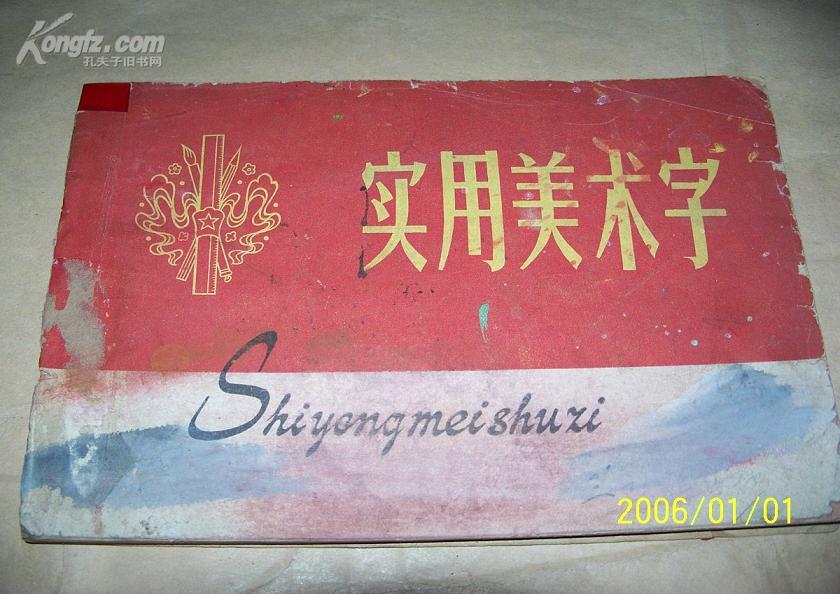 Kongfz.com
孔夫子旧书网
实用美术字
Shiyongmeishuzi
2006/01/01